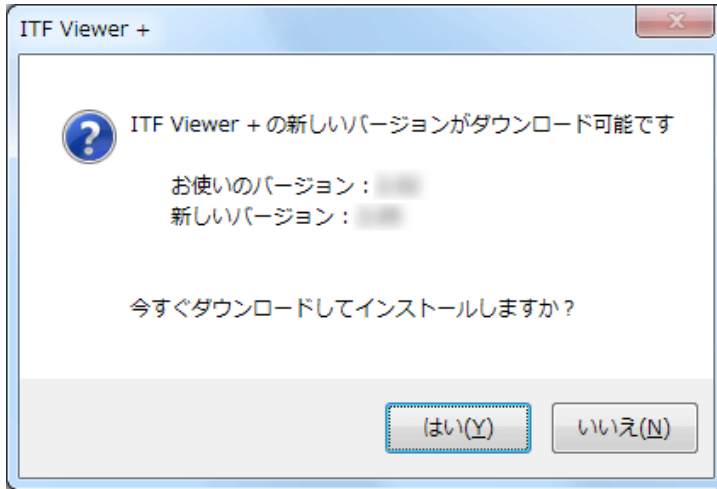 ITF Viewer +
ITF Viewer + の新しいバージョンがダウンロード可能です
お使いのバージョン：
新しいバージョン：
今すぐダウンロードしてインストールしますか？
はい(Y)
いいえ(N)